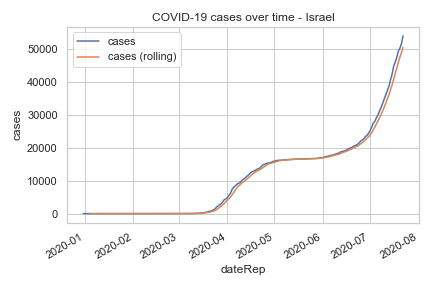 COVID-19 cases over time - Israel
cases
cases (rolling)
50000
40000
30000
20000
10000
0
cases
2020-01
2020-02
2020-03
2020-04
2020-05
2020-06
2020-07
2020-08
dateRep